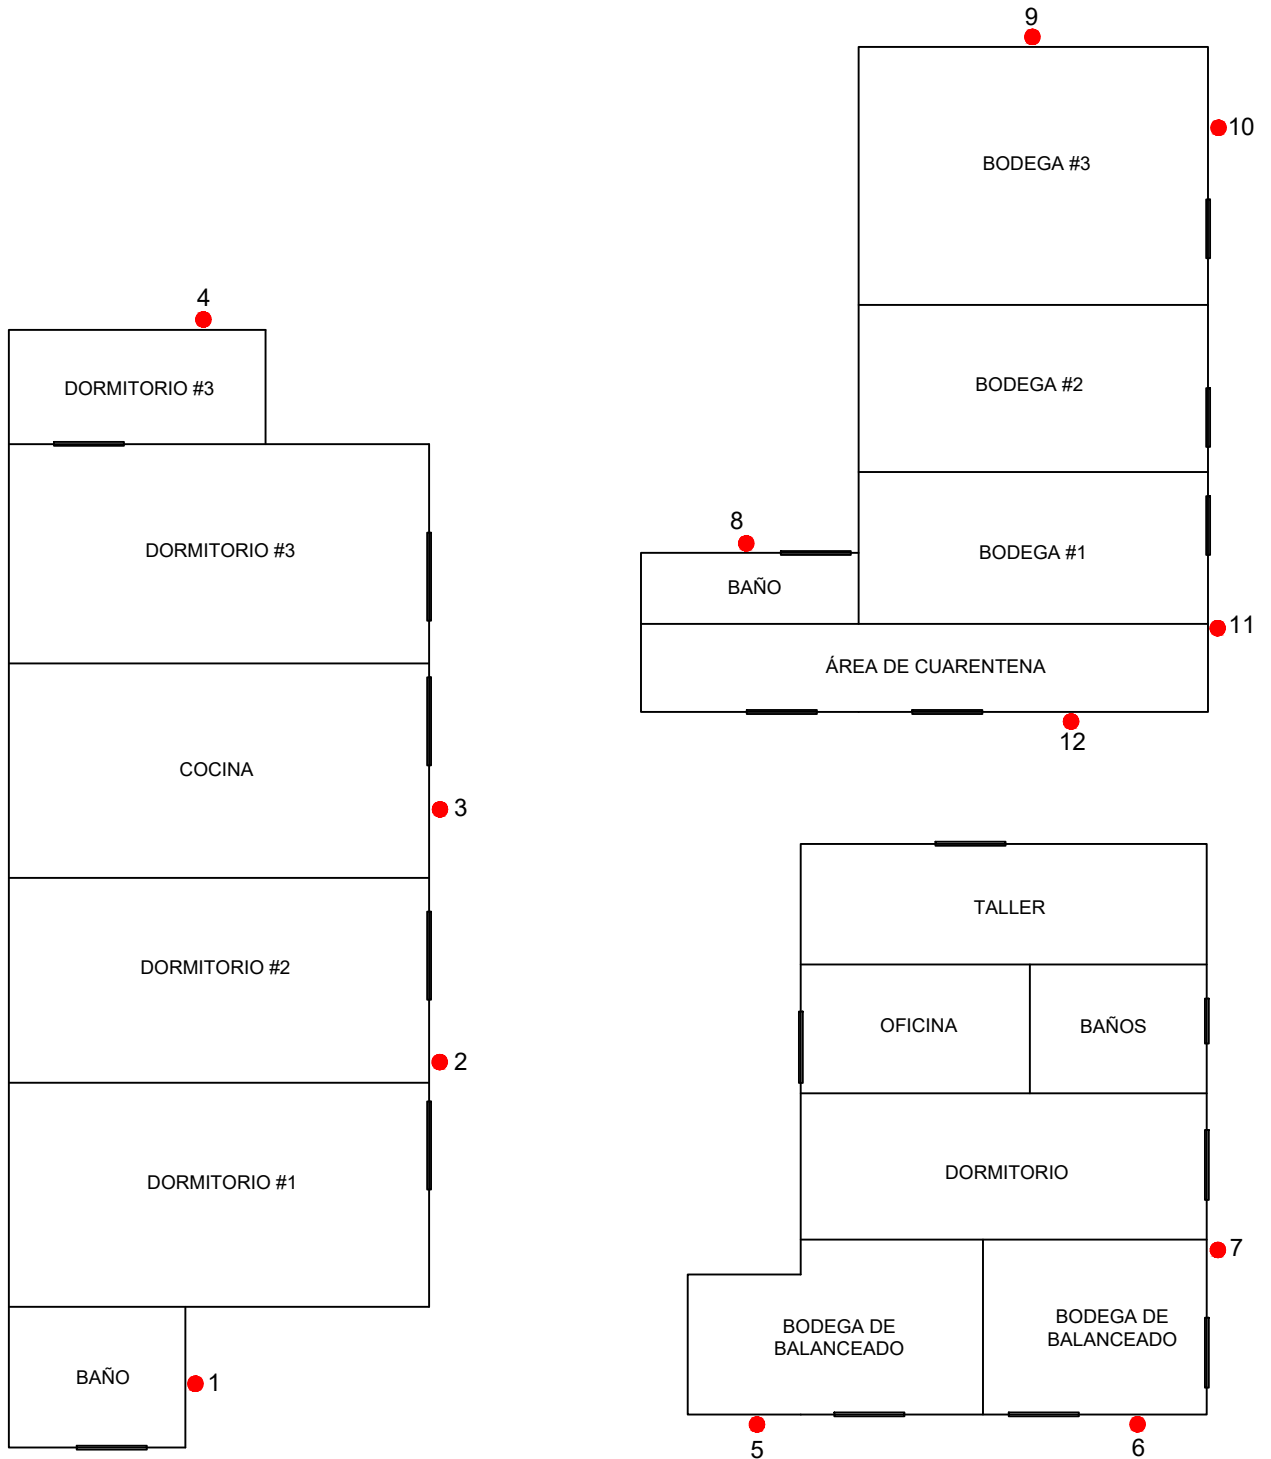 4
DORMITORIO #3
DORMITORIO #3
COCINA
3
DORMITORIO #2
2
DORMITORIO #1
BAÑO
1
9
10
BODEGA #3
BODEGA #2
8
BODEGA #1
BAÑO
11
ÁREA DE CUARENTENA
12
TALLER
OFICINA
BAÑOS
DORMITORIO
7
BODEGA DE
BALANCEADO
BODEGA DE
BALANCEADO
5
6